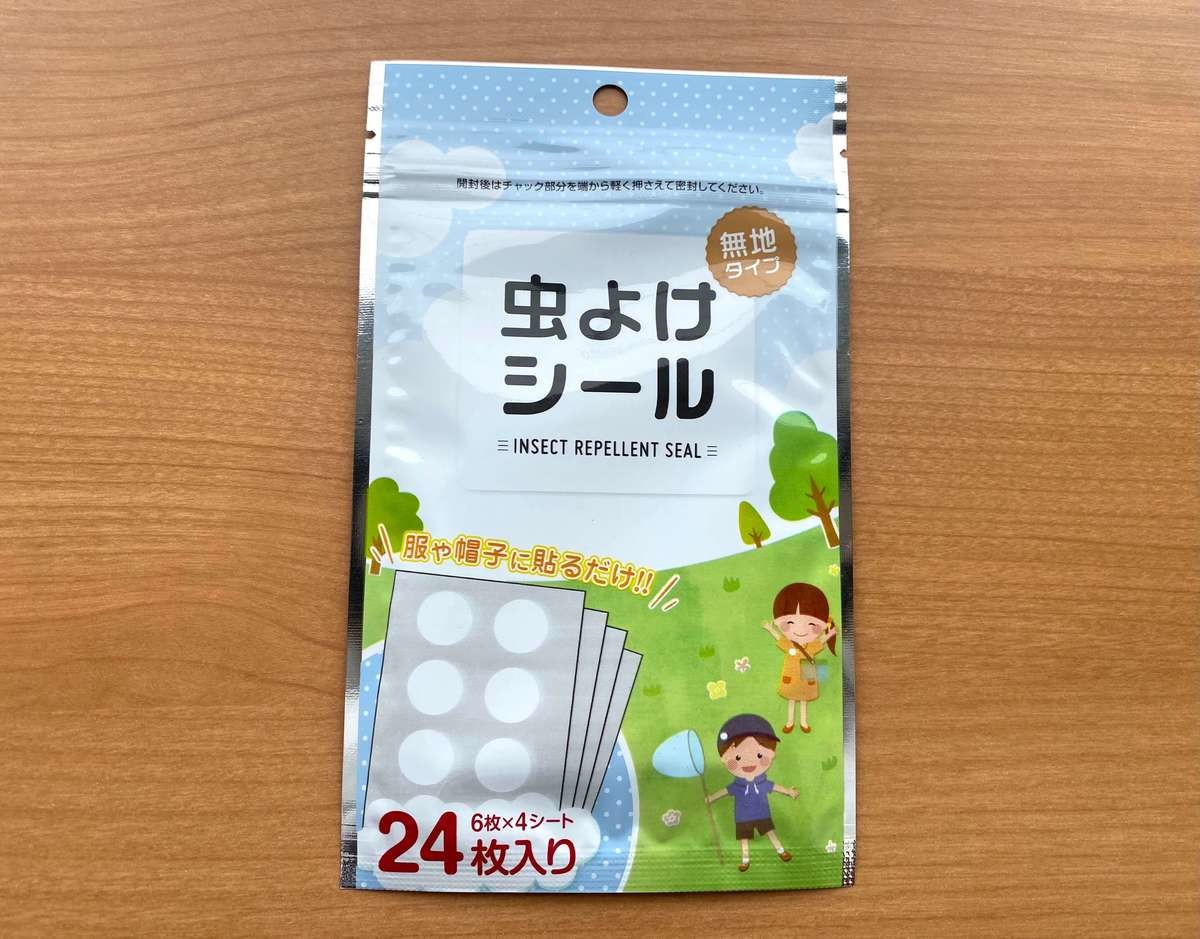 開封後はチャック部分を端から軽く押さえて密封してください。
無地
タイプ
虫よけ
シール
INSECT REPELLENT SEAL
服や帽子に貼るだけ!!
6枚×4シート
24枚入り